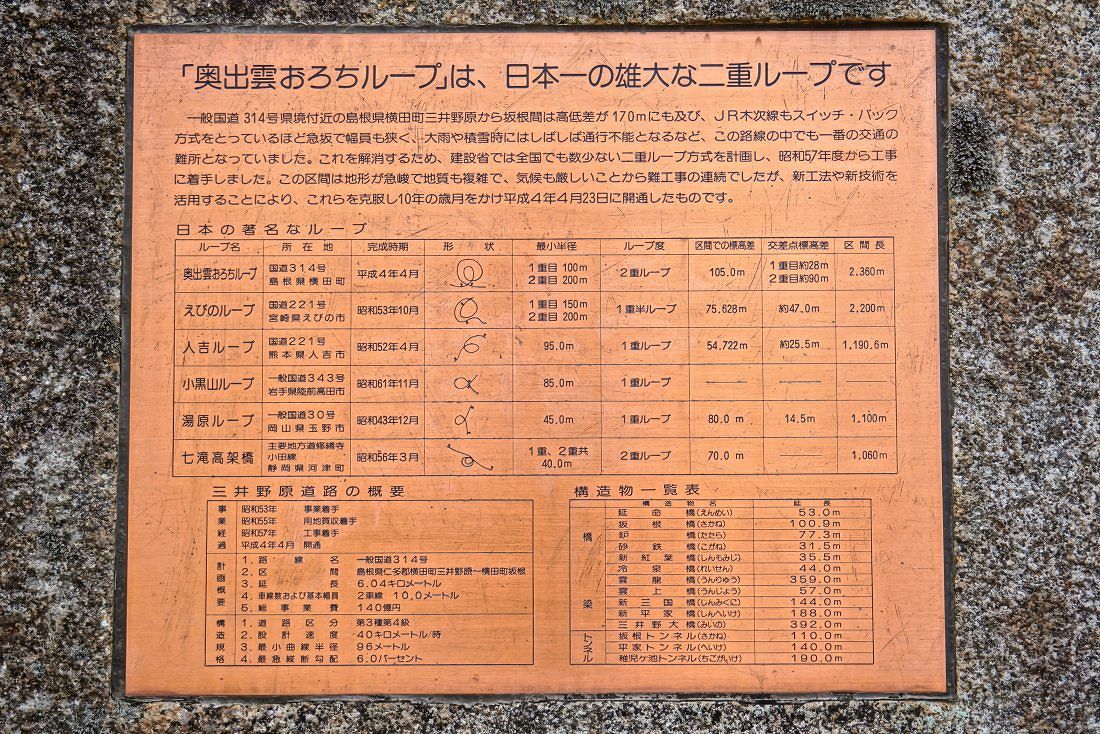 「奥出雲おろちループ」は、日本一の雄大な二重ループです
一般国道314号県境付近の島根県横田町三井野原から坂根間は高低差が170mにも及び、JR木次線もスイッチ・バック
方式をとっているほど急坂で幅員も狭く、大雨や積雪時にはしばしば通行不能となるなど、この路線の中でも一番の交通の
難所となっていました。これを解消するため、建設省では全国でも数少ない二重ループ方式を計画し、昭和57年度から工事
に着手しました。この区間は地形が急峻で地質も複雑で、気候も厳しいことから難工事の連続でしたが、新工法や新技術を
活用することにより、これらを克服し10年の歳月をかけ平成4年4月23日に開通したものです。
日本の著名なループ
ループ名 所在地 完成時期 形状 最小半径 ループ度 区間での標高差 交差点標高差 区間長
奥出雲おろちループ 国道314号 島根県横田町 平成4年4月 1重目 100m 2重目 200m 2重ループ 105.0m 1重目約28m 2重目約90m 2.360m
えびのループ 国道221号 宮崎県えびの市 昭和53年10月 1重目 150m 2重目 200m 1重半ループ 75.628m 約47.0m 2,200m
人吉ループ 国道221号 熊本県人吉市 昭和52年4月 95.0m 1重ループ 54.722m 約25.5m 1,190.6m
小黒山ループ 一般国道343号 岩手県陸前高田市 昭和61年11月 85.0m 1重ループ
湯原ループ 一般国道30号 岡山県玉野市 昭和43年12月 45.0m 1重ループ 80.0 m 14.5m 1,100m
七滝高架橋 主要地方道修繕寺小田線 静岡県河津町 昭和56年3月 1重、2重共 40.0m 2重ループ 70.0 m 1,060m
三井野原道路の概要
事業経過
昭和53年 事業着手
昭和55年 用地買収着手
昭和57年 工事着手
平成4年4月 開通
計画概要
1.路線名 一般国道314号
2.区間 島根県仁多郡横田町三井野原〜横田町坂根
3.延長 6.04キロメートル
4.車線数および基本幅員 2車線 10.0メートル
5.総事業費 140億円
構造規格
1.道路区分 第3種第4級
2.設計速度 40キロメートル/時
3.最小曲線半径 96メートル
4.最急縦断勾配 6.0パーセント
構造物一覧表
構造物名 延長
橋梁
延命橋(えんめい) 53.0m
坂根橋(さかね) 100.9m
鈩橋(たたら) 77.3m
砂鉄橋(こがね) 31.5m
新紅葉橋(しんもみじ) 35.5m
冷泉橋(れいせん) 44.0m
雲龍橋(うんりゅう) 359.0m
雲上橋(うんじょう) 57.0m
新三国橋(しんみくに) 144.0m
新平家橋(しんへいけ) 188.0m
三井野大橋(みいの) 392.0m
トンネル
坂根トンネル(さかね) 110.0m
平家トンネル(へいけ) 140.0m
稚児ケ池トンネル(ちごがいけ) 190.0m